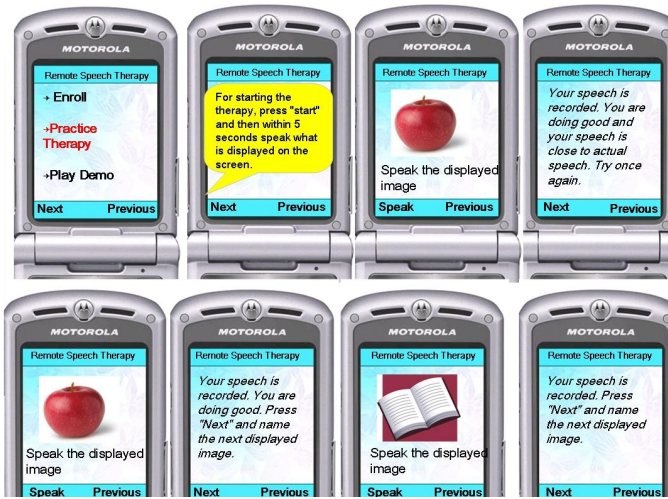 MOTOROLA
Remote Speech Therapy
→ Enroll
→Practice
Therapy
→Play Demo
Next Previous
MOTOROLA
Remote Speech Therapy
For starting the
therapy, press "start"
and then within 5
seconds speak what
is displayed on the
screen.
Next Previous
MOTOROLA
Remote Speech Therapy
Speak the displayed
image
Speak Previous
MOTOROLA
Remote Speech Therapy
Your speech is
recorded. You are
doing good and
your speech is
close to actual
speech. Try once
again.
Next Previous
MOTOROLA
Remote Speech Therapy
Speak the displayed
image
Speak Previous
MOTOROLA
Remote Speech Therapy
Your speech is
recorded. You are
doing good. Press
"Next" and name
the next displayed
image.
Next Previous
MOTOROLA
Remote Speech Therapy
Speak the displayed
image
Speak Previous
MOTOROLA
Remote Speech Therapy
Your speech is
recorded. Press
"Next" and name
the next displayed
image.
Next Previous